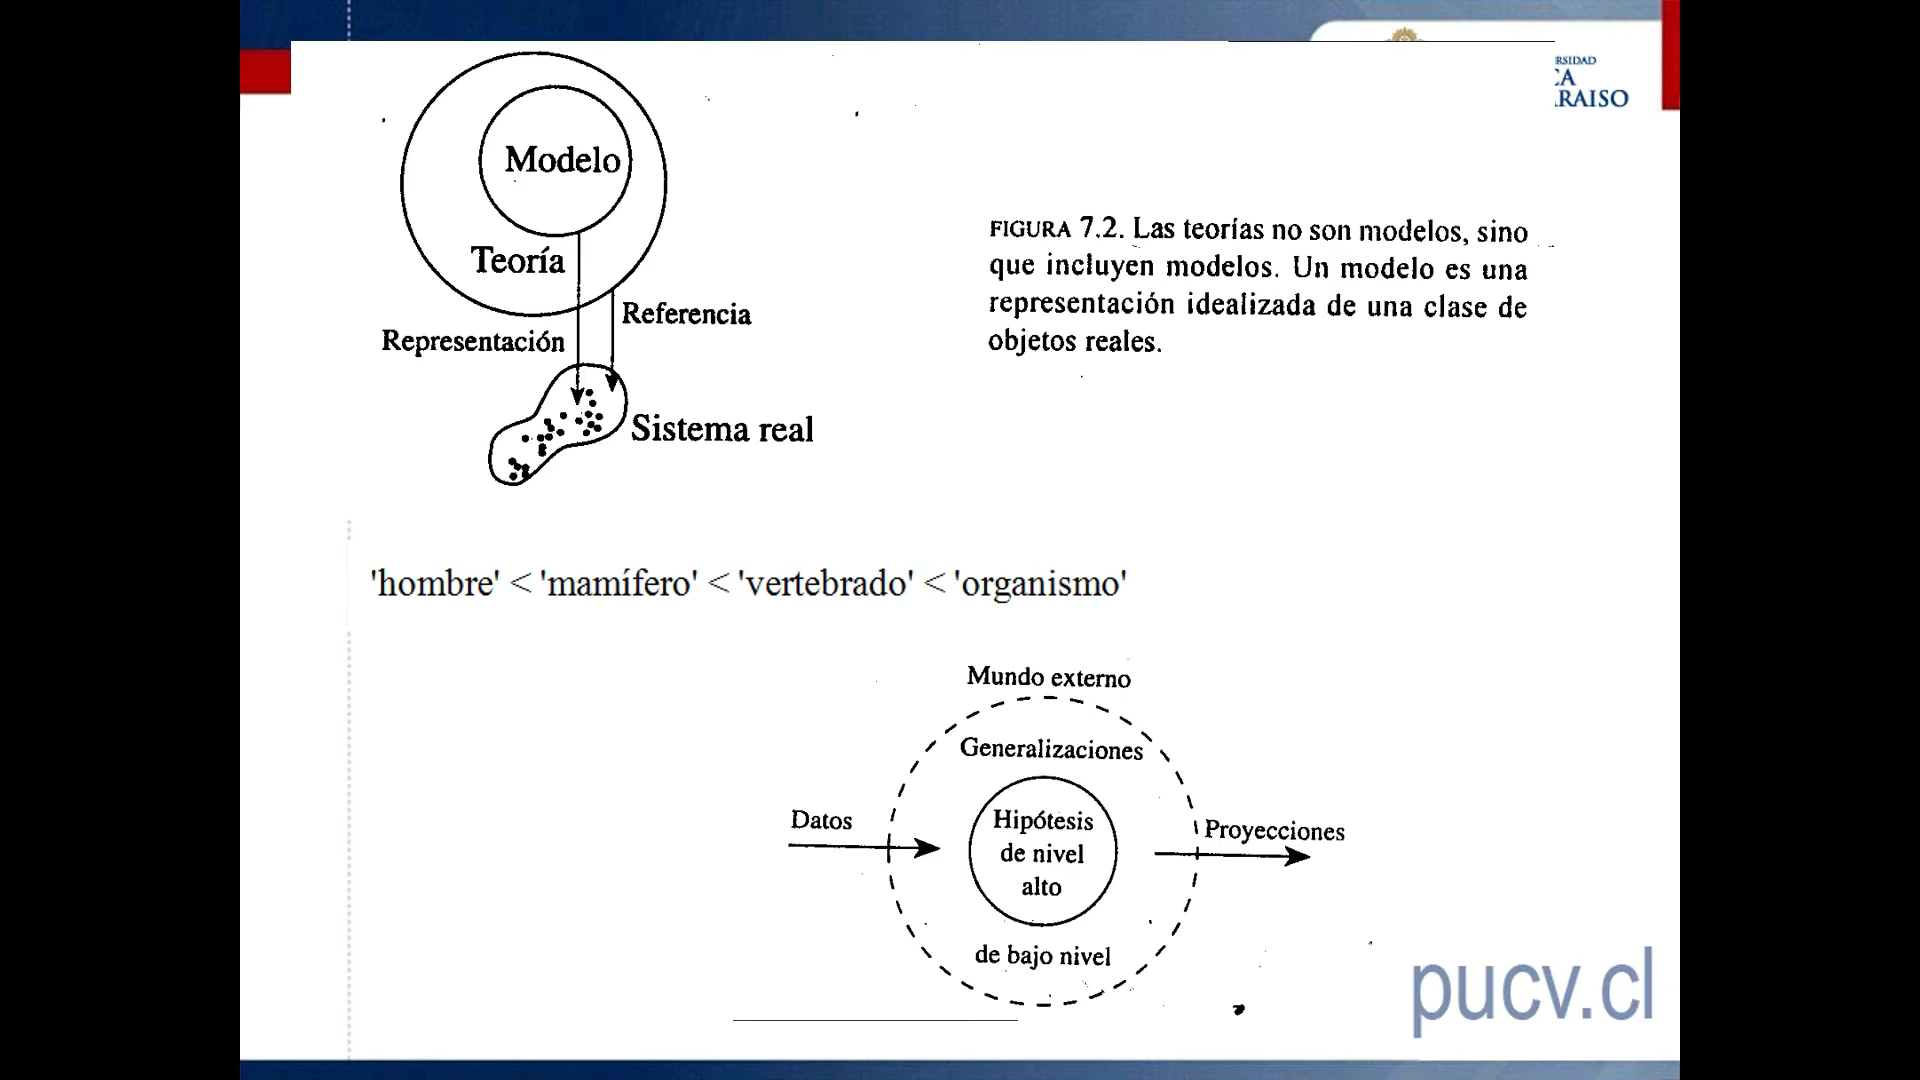 RSIDAD
CA
RAISO
Modelo
Teoría
Referencia
Representación
Sistema real
FIGURA 7.2. Las teorías no son modelos, sino
que incluyen modelos. Un modelo es una
representación idealizada de una clase de
objetos reales.
'hombre' < 'mamífero' < 'vertebrado' < 'organismo'
Mundo externo
Generalizaciones
Datos
Hipótesis
de nivel
alto
Proyecciones
de bajo nivel
pucv.cl